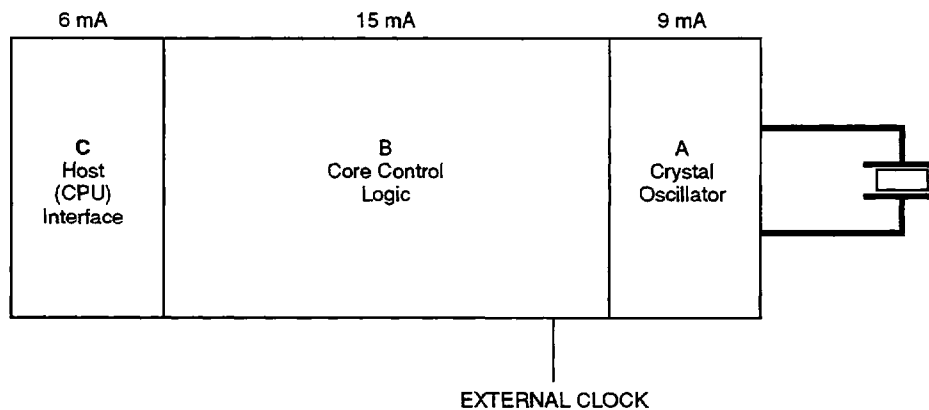 6 mA
15 mA
9 mA
C
Host
(CPU)
Interface
B
Core Control
Logic
A
Crystal
Oscillator
EXTERNAL CLOCK